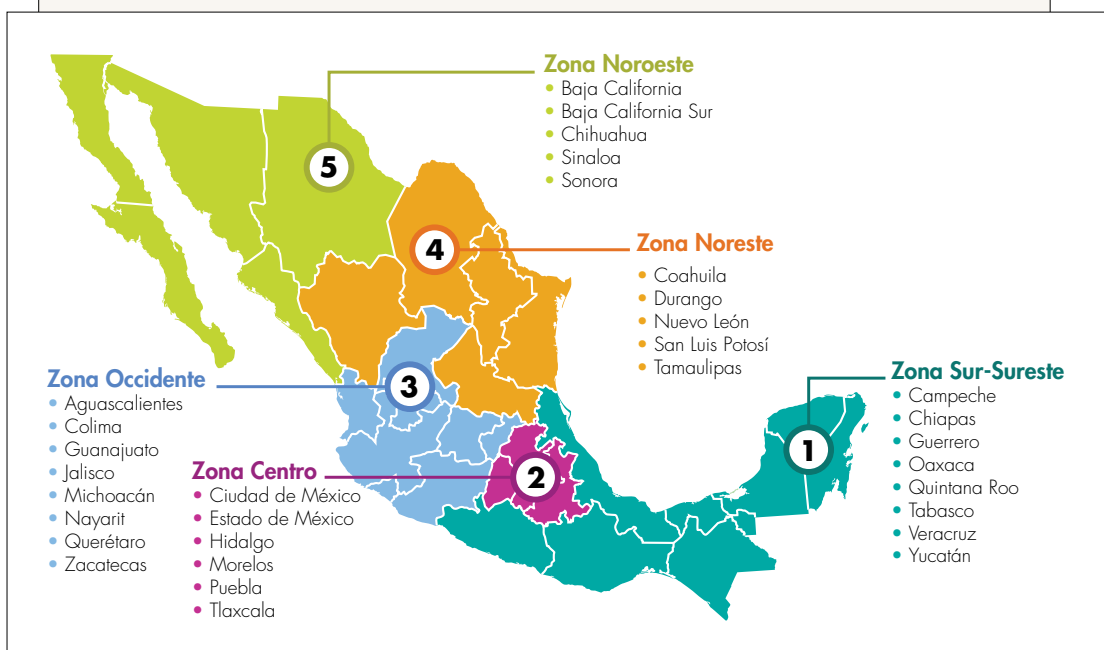 Zona Noroeste
• Baja California
• Baja California Sur
• Chihuahua
• Sinaloa
• Sonora
5
4
Zona Noreste
• Coahuila
• Durango
• Nuevo León
• San Luis Potosí
• Tamaulipas
Zona Occidente
• Aguascalientes
• Colima
• Guanajuato
• Jalisco
• Michoacán
• Nayarit
• Querétaro
• Zacatecas
3
Zona Centro
• Ciudad de México
• Estado de México
• Hidalgo
• Morelos
• Puebla
• Tlaxcala
2
Zona Sur-Sureste
• Campeche
• Chiapas
• Guerrero
• Oaxaca
• Quintana Roo
• Tabasco
• Veracruz
• Yucatán
1